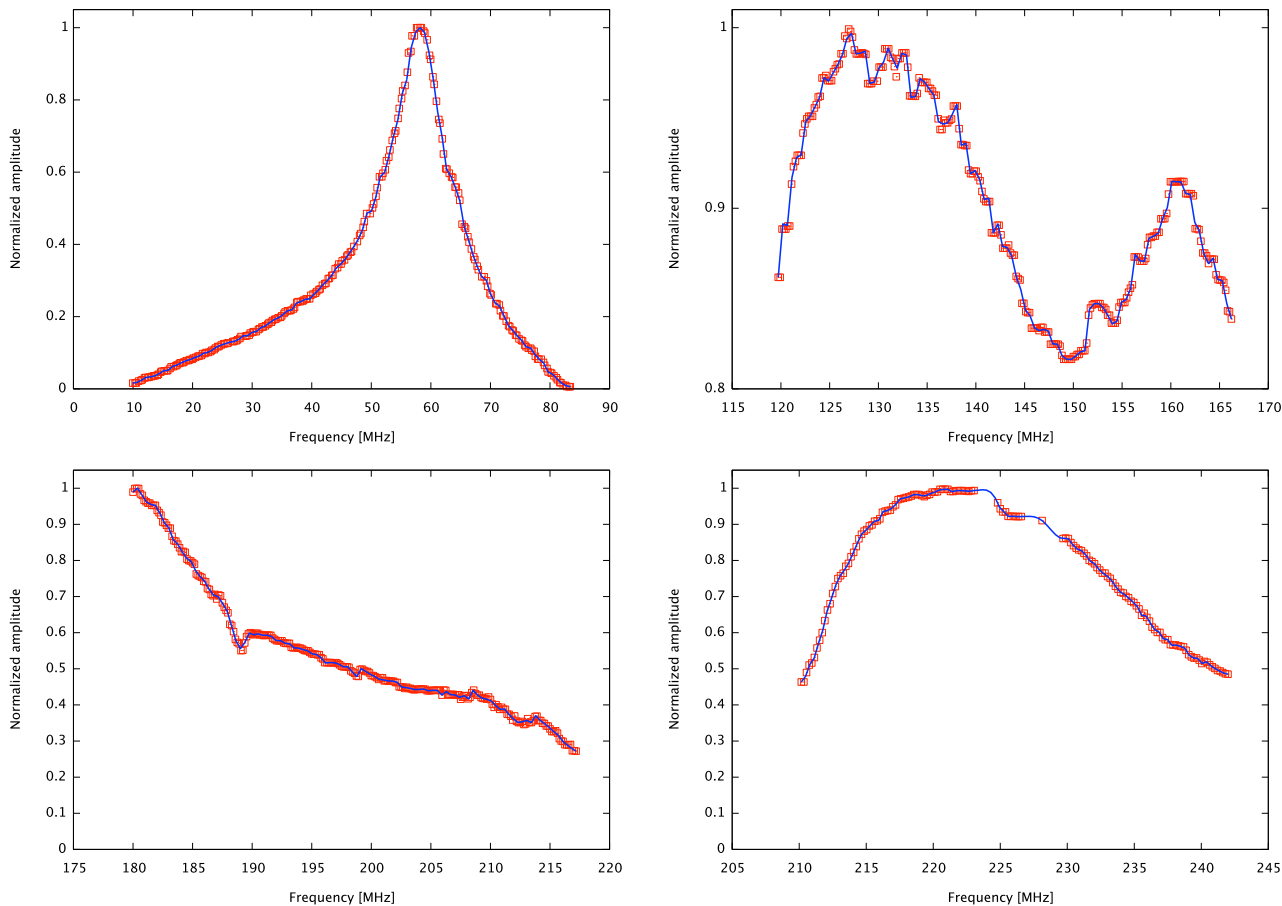 1
0.8
0.6
0.4
0.2
0
0 10 20 30 40 50 60 70 80 90
Frequency [MHz]
Normalized amplitude
1
0.9
0.8
115 120 125 130 135 140 145 150 155 160 165 170
Frequency [MHz]
Normalized amplitude
1
0.9
0.8
0.7
0.6
0.5
0.4
0.3
0.2
0.1
0
175 180 185 190 195 200 205 210 215 220
Frequency [MHz]
Normalized amplitude
1
0.9
0.8
0.7
0.6
0.5
0.4
0.3
0.2
0.1
0
205 210 215 220 225 230 235 240 245
Frequency [MHz]
Normalized amplitude